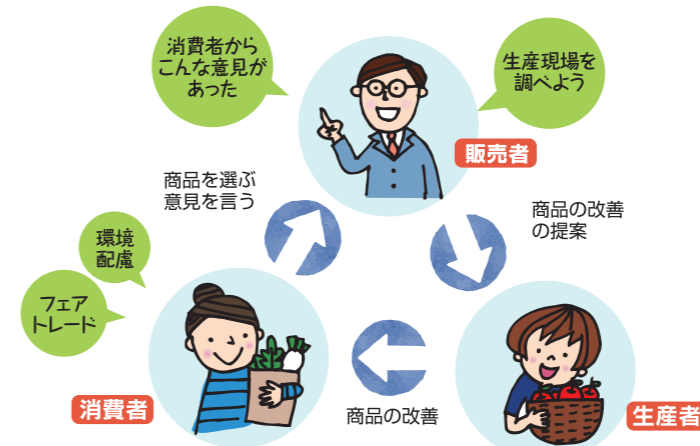 消費者から
こんな意見が
あった
生産現場を
調べよう
販売者
商品を選ぶ
意見を言う
商品の改善
の提案
環境
配慮
フェア
トレード
消費者
商品の改善
生産者